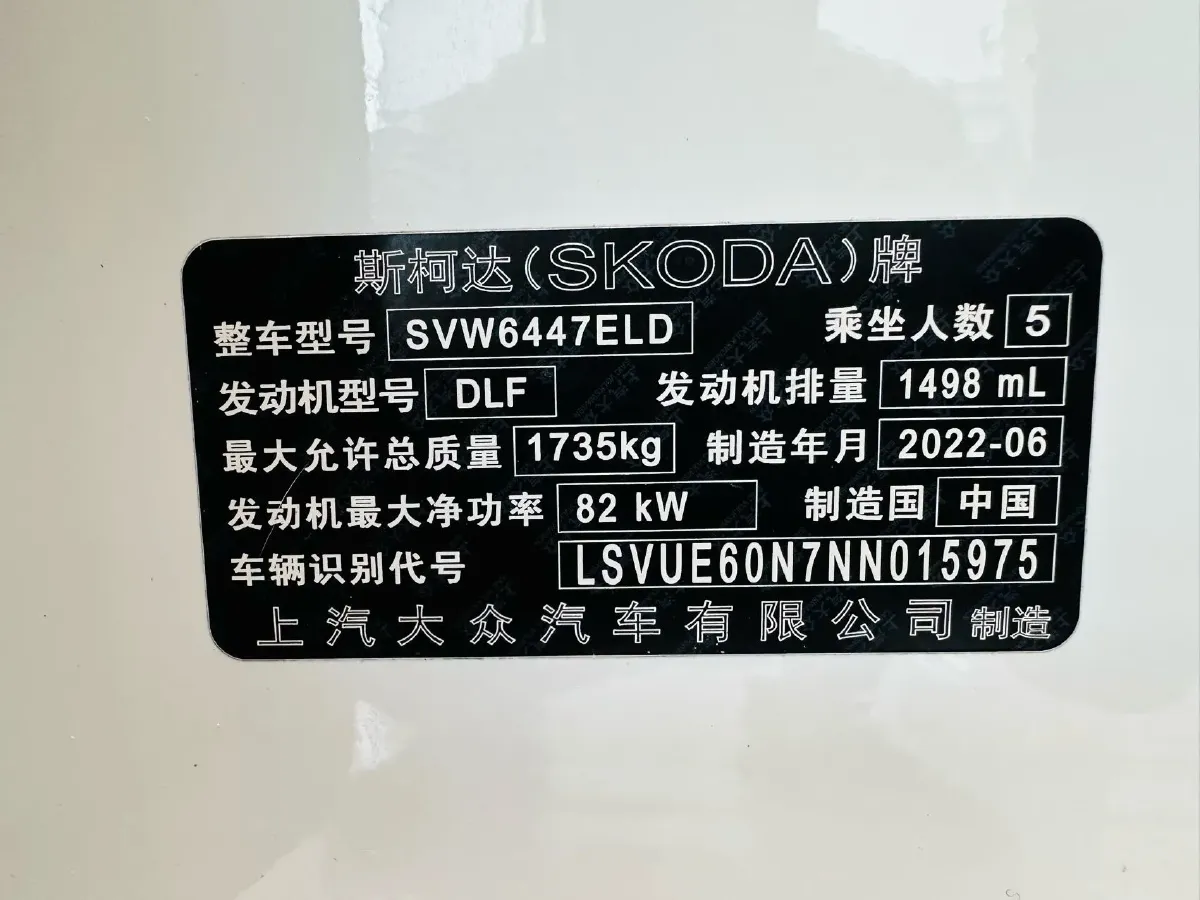 斯柯达(SKODA)牌
整车型号 SVW6447ELD 乘坐人数 5
发动机型号 DLF 发动机排量 1498 mL
最大允许总质量 1735kg 制造年月 2022-06
发动机最大净功率 82 kW 制造国 中国
车辆识别代号 LSVUE60N7NN015975
上汽大众汽车有限公司 制造